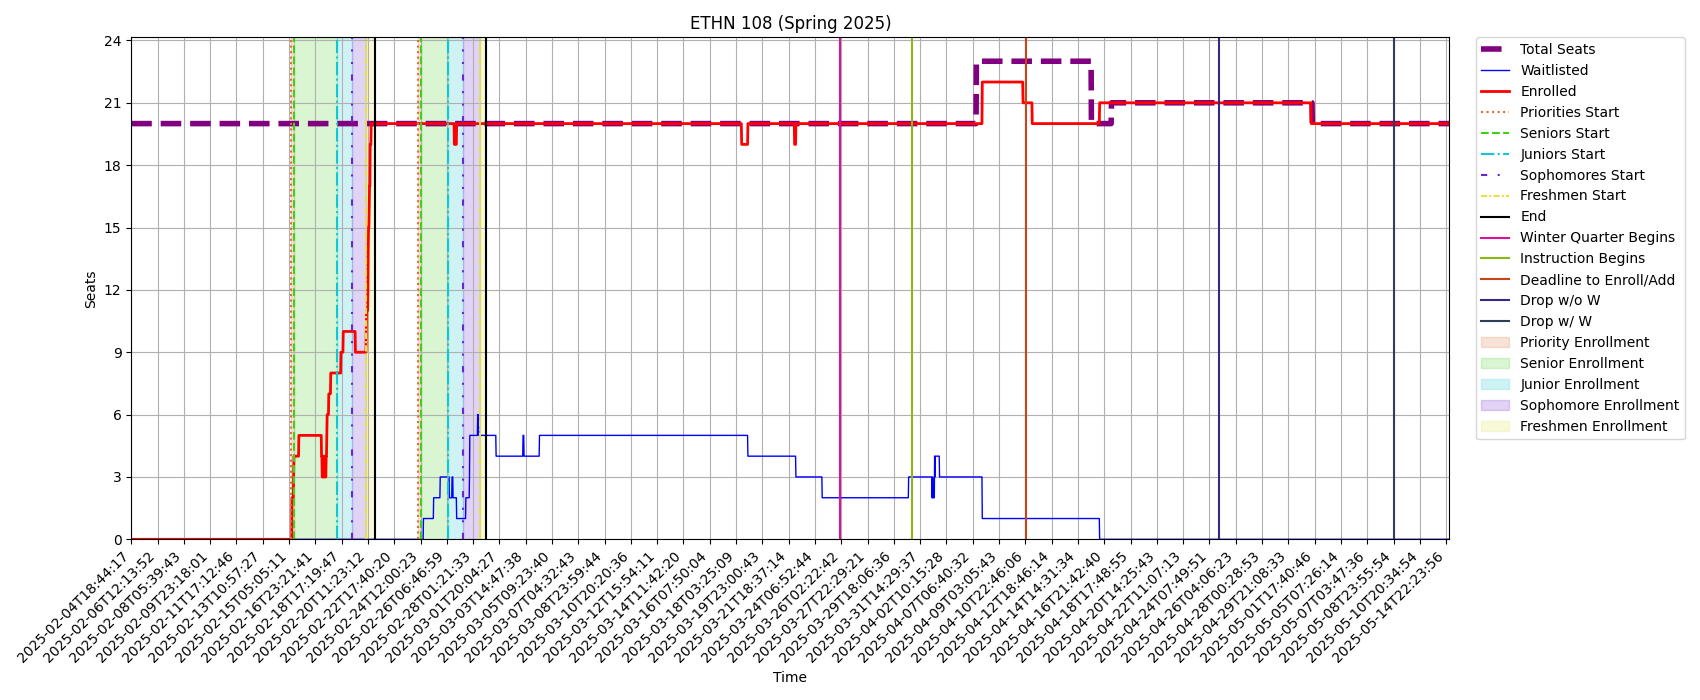 ETHN 108 (Spring 2025)
24
21
18
15
12
9
6
3
0
Seats
2025-02-04T18:44:17
2025-02-06T12:13:52
2025-02-08T05:39:43
2025-02-09T23:18:01
2025-02-11T17:12:46
2025-02-13T10:57:27
2025-02-15T05:05:11
2025-02-16T23:21:41
2025-02-18T17:19:47
2025-02-20T11:23:12
2025-02-22T17:40:20
2025-02-24T12:00:23
2025-02-26T06:46:59
2025-02-28T01:21:33
2025-03-01T20:04:27
2025-03-03T14:47:38
2025-03-05T09:23:40
2025-03-07T04:32:43
2025-03-08T23:59:44
2025-03-10T20:20:36
2025-03-12T15:54:11
2025-03-14T11:42:20
2025-03-16T07:50:04
2025-03-18T03:25:09
2025-03-19T23:00:43
2025-03-21T18:37:14
2025-03-24T06:52:44
2025-03-26T02:22:42
2025-03-27T22:29:21
2025-03-29T18:06:36
2025-03-31T14:29:37
2025-04-02T10:15:28
2025-04-07T06:40:32
2025-04-09T03:05:43
2025-04-10T22:46:06
2025-04-12T18:46:14
2025-04-14T14:31:34
2025-04-16T21:42:40
2025-04-18T17:48:55
2025-04-20T14:25:43
2025-04-22T11:07:13
2025-04-24T07:49:51
2025-04-26T04:06:23
2025-04-28T00:28:53
2025-04-29T21:08:33
2025-05-01T17:40:46
2025-05-05T07:26:14
2025-05-07T03:47:36
2025-05-08T23:55:54
2025-05-10T20:34:54
2025-05-14T22:23:56
Time
Total Seats
Waitlisted
Enrolled
Priorities Start
Seniors Start
Juniors Start
Sophomores Start
Freshmen Start
End
Winter Quarter Begins
Instruction Begins
Deadline to Enroll/Add
Drop w/o W
Drop w/ W
Priority Enrollment
Senior Enrollment
Junior Enrollment
Sophomore Enrollment
Freshmen Enrollment